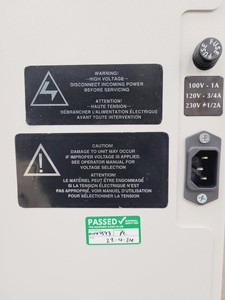 WARNING!
—HIGH VOLTAGE—
DISCONNECT INCOMING POWER
BEFORE SERVICING
ATTENTION!
—HAUTE TENSION—
DÉBRANCHER L'ALIMENTATION ÉLECTRIQUE
AVANT TOUTE INTERVENTION
100V - 1A
120V - 3/4A
230V - 1/2A
CAUTION!
DAMAGE TO UNIT MAY OCCUR
IF IMPROPER VOLTAGE IS APPLIED.
SEE OPERATOR MANUAL FOR
VOLTAGE SELECTION
ATTENTION!
LE MATÉRIEL PEUT ÊTRE ENDOMMAGÉ
SI LA TENSION ÉLECTRIQUE N'EST
PAS APPROPRIÉ. VOIR MANUEL D'UTILISATION
POUR SÉLECTIONNER LA TENSION
PASSED